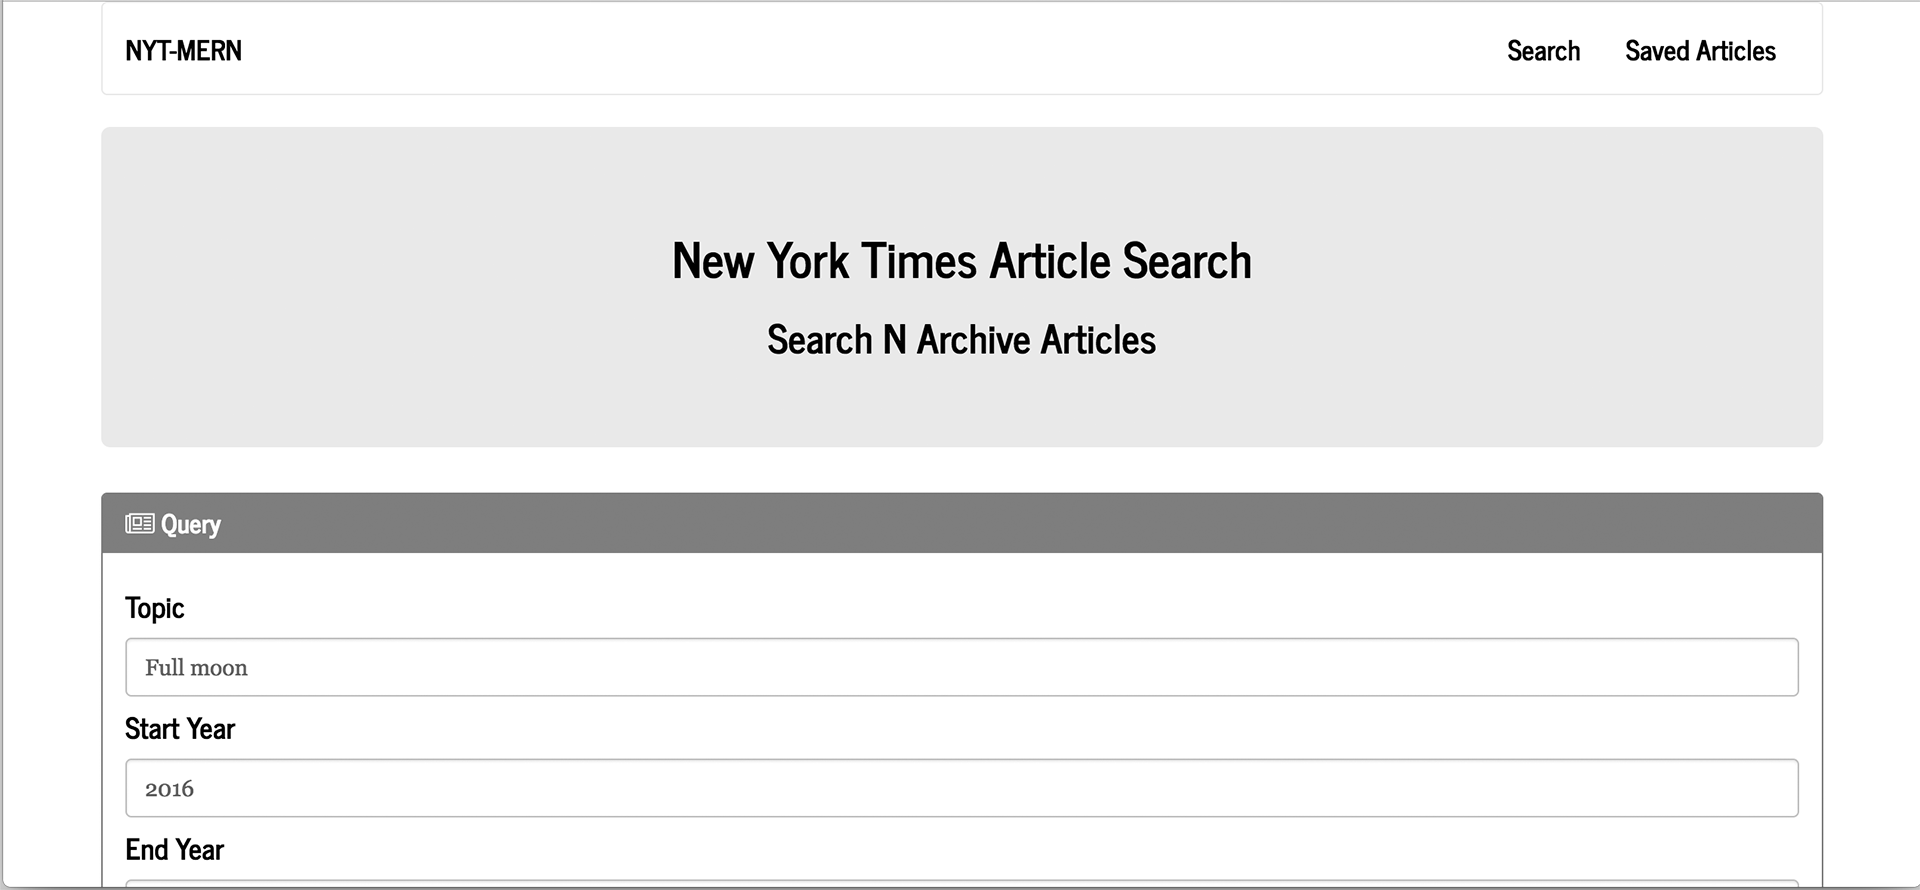 NYT-MERN Search Saved Articles
New York Times Article Search
Search N Archive Articles
Query
Topic
Full moon
Start Year
2016
End Year